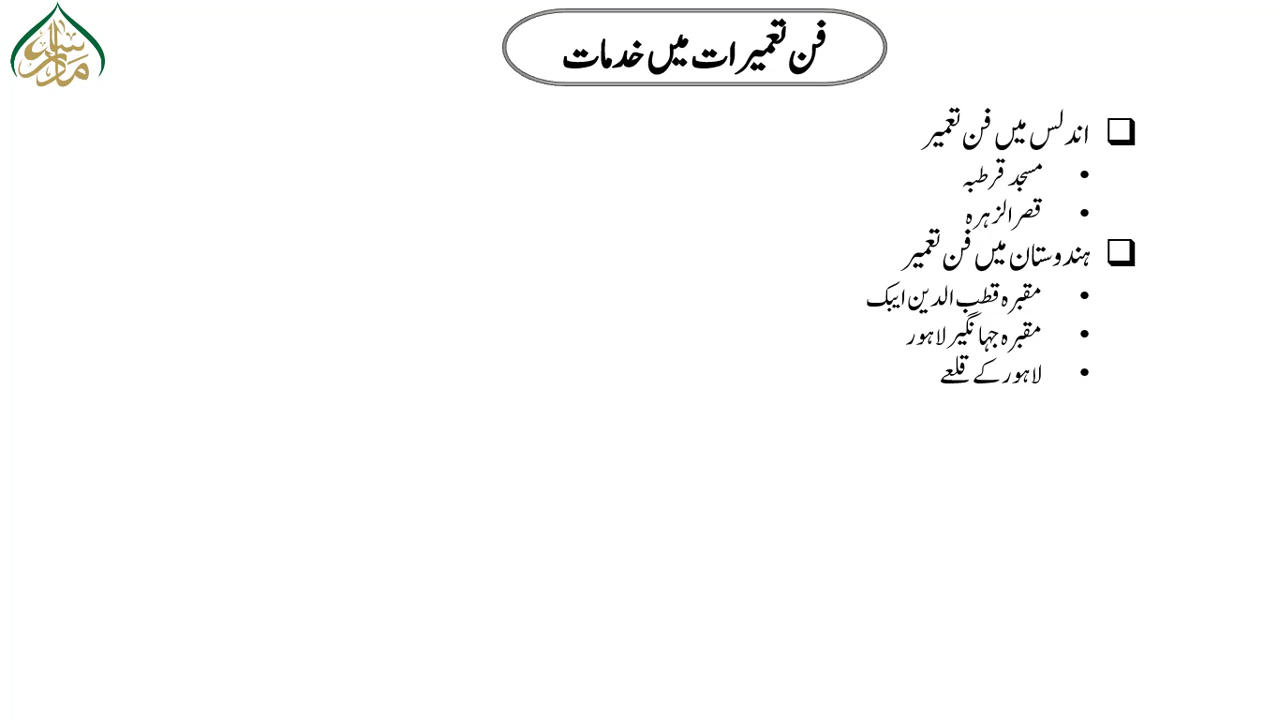 فن تعمیرات میں خدمات
اندلس میں فن تعمیر
مسجد قرطبہ
قصر الزہرہ
ہندوستان میں فن تعمیر
مقبرہ قطب الدین ایبک
مقبرہ جہانگیر لاہور
لاہور کے قلعے